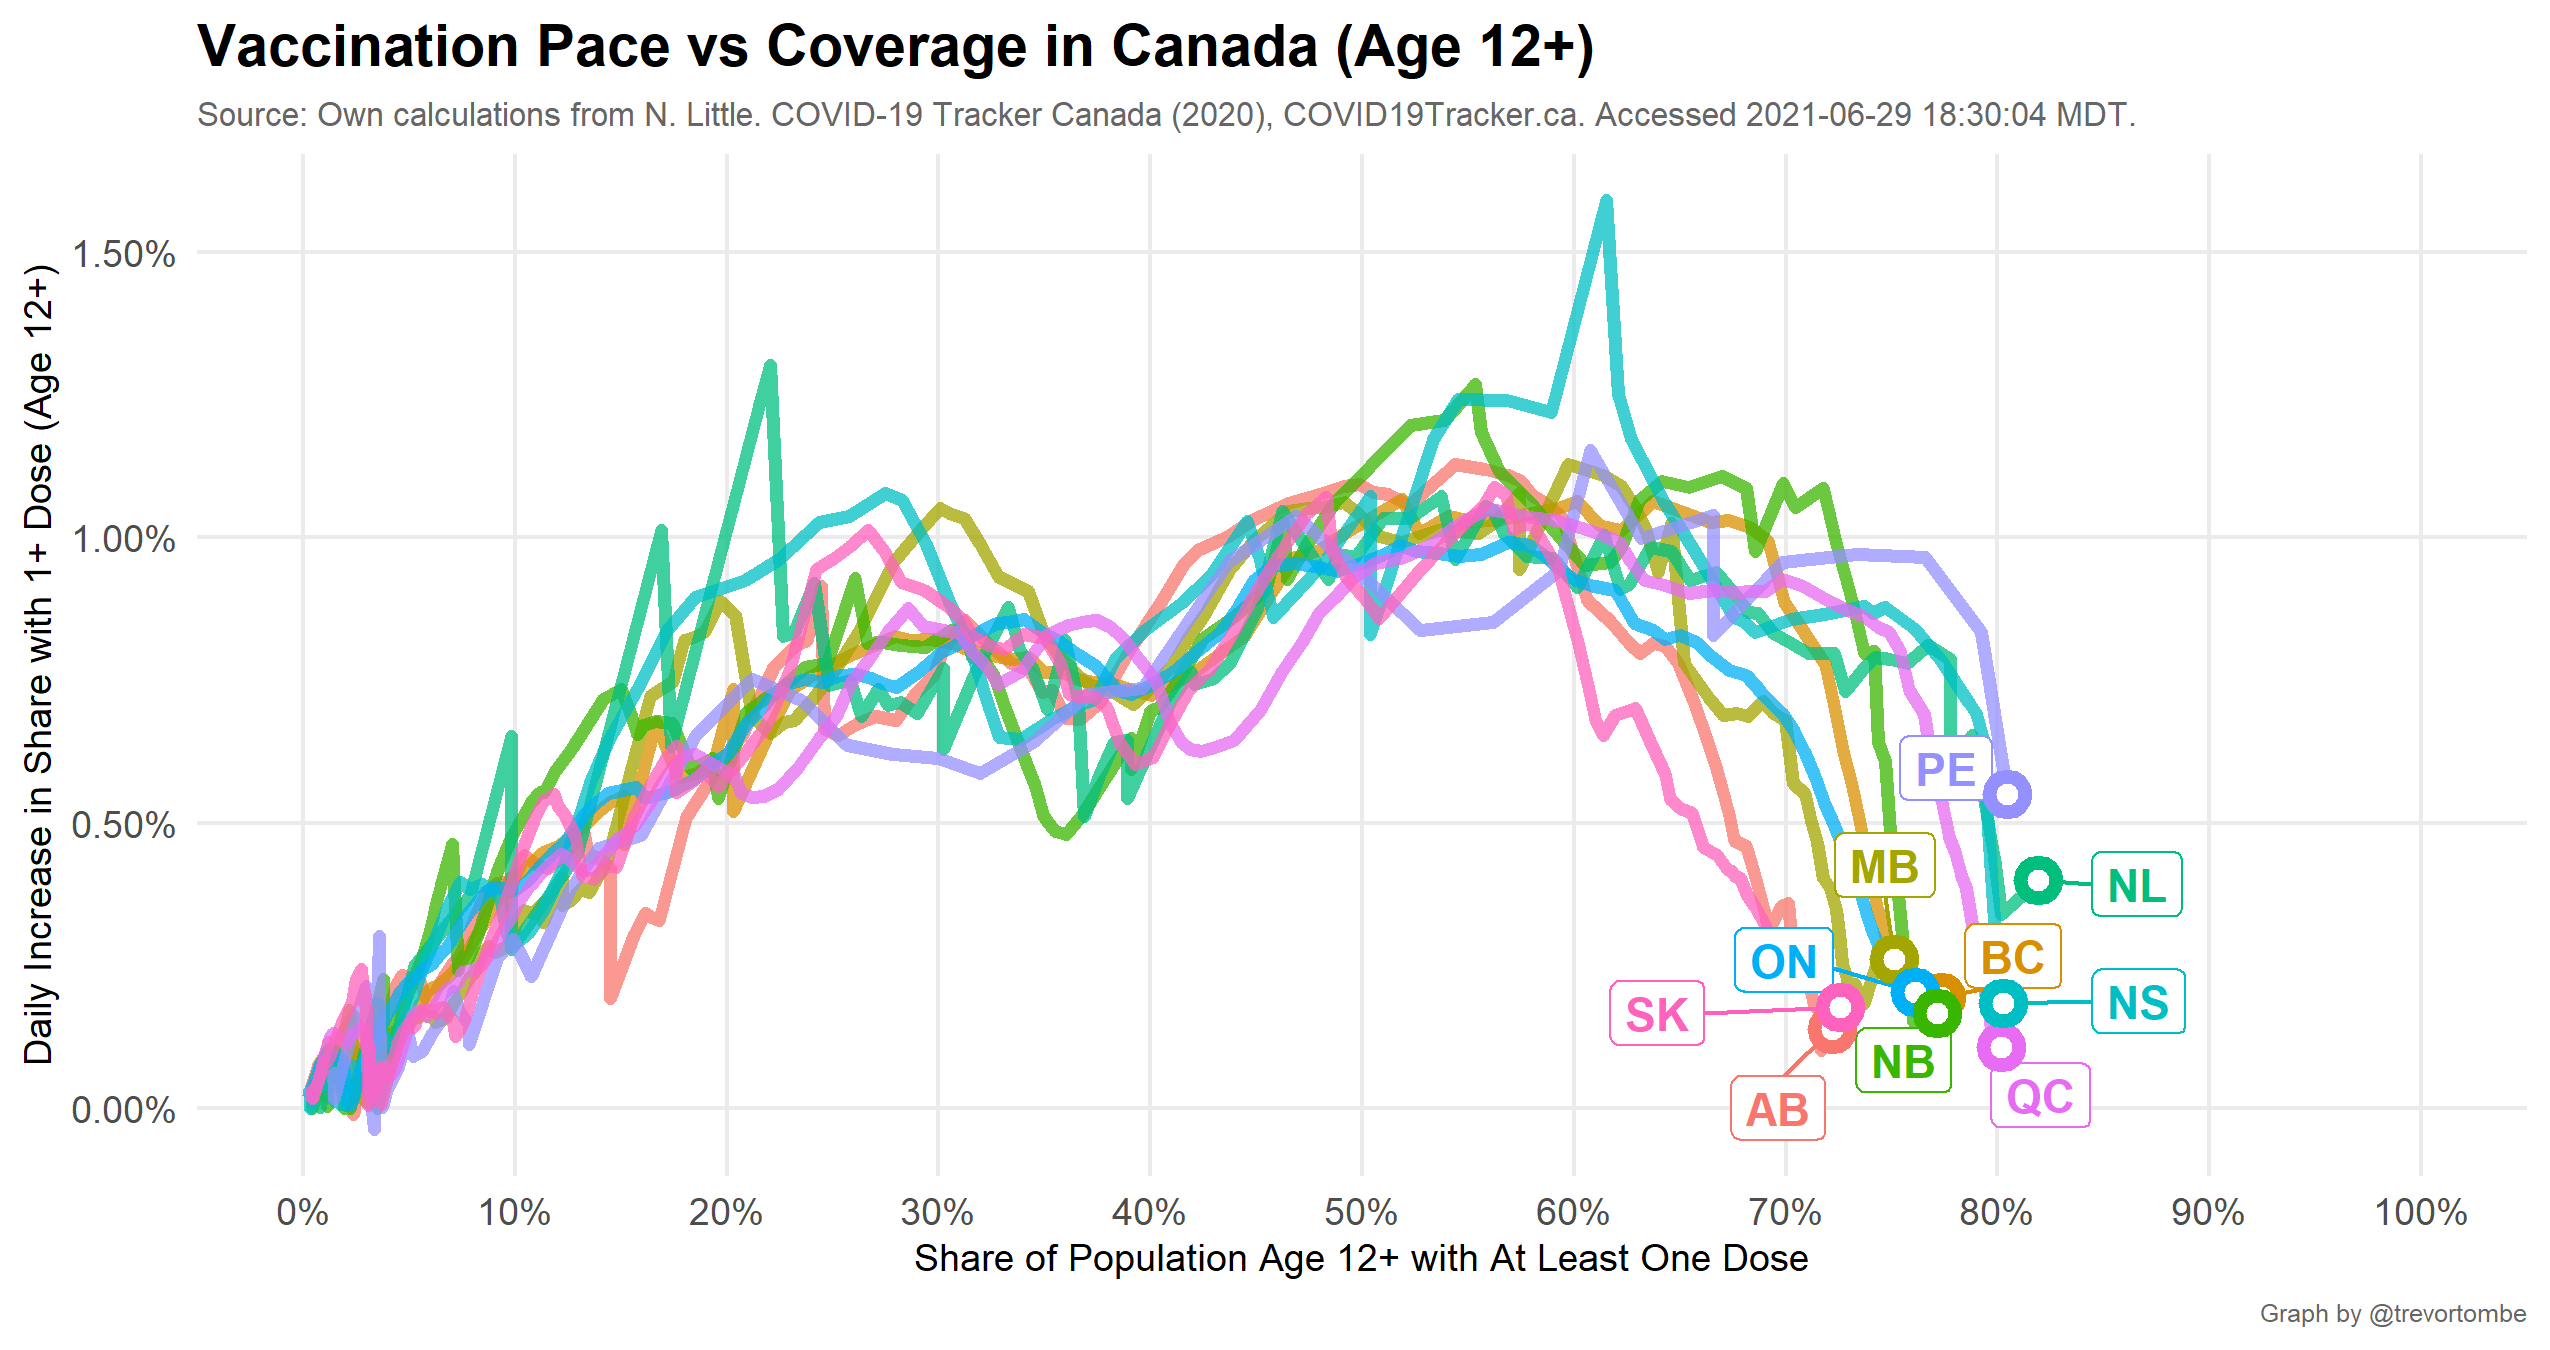 Vaccination Pace vs Coverage in Canada (Age 12+)
Source: Own calculations from N. Little. COVID-19 Tracker Canada (2020), COVID19Tracker.ca. Accessed 2021-06-29 18:30:04 MDT.
Daily Increase in Share with 1+ Dose (Age 12+)
1.50%
1.00%
0.50%
0.00%
PE
MB
NL
ON
BC
SK
NS
NB
AB
QC
0% 10% 20% 30% 40% 50% 60% 70% 80% 90% 100%
Share of Population Age 12+ with At Least One Dose
Graph by @trevortombe